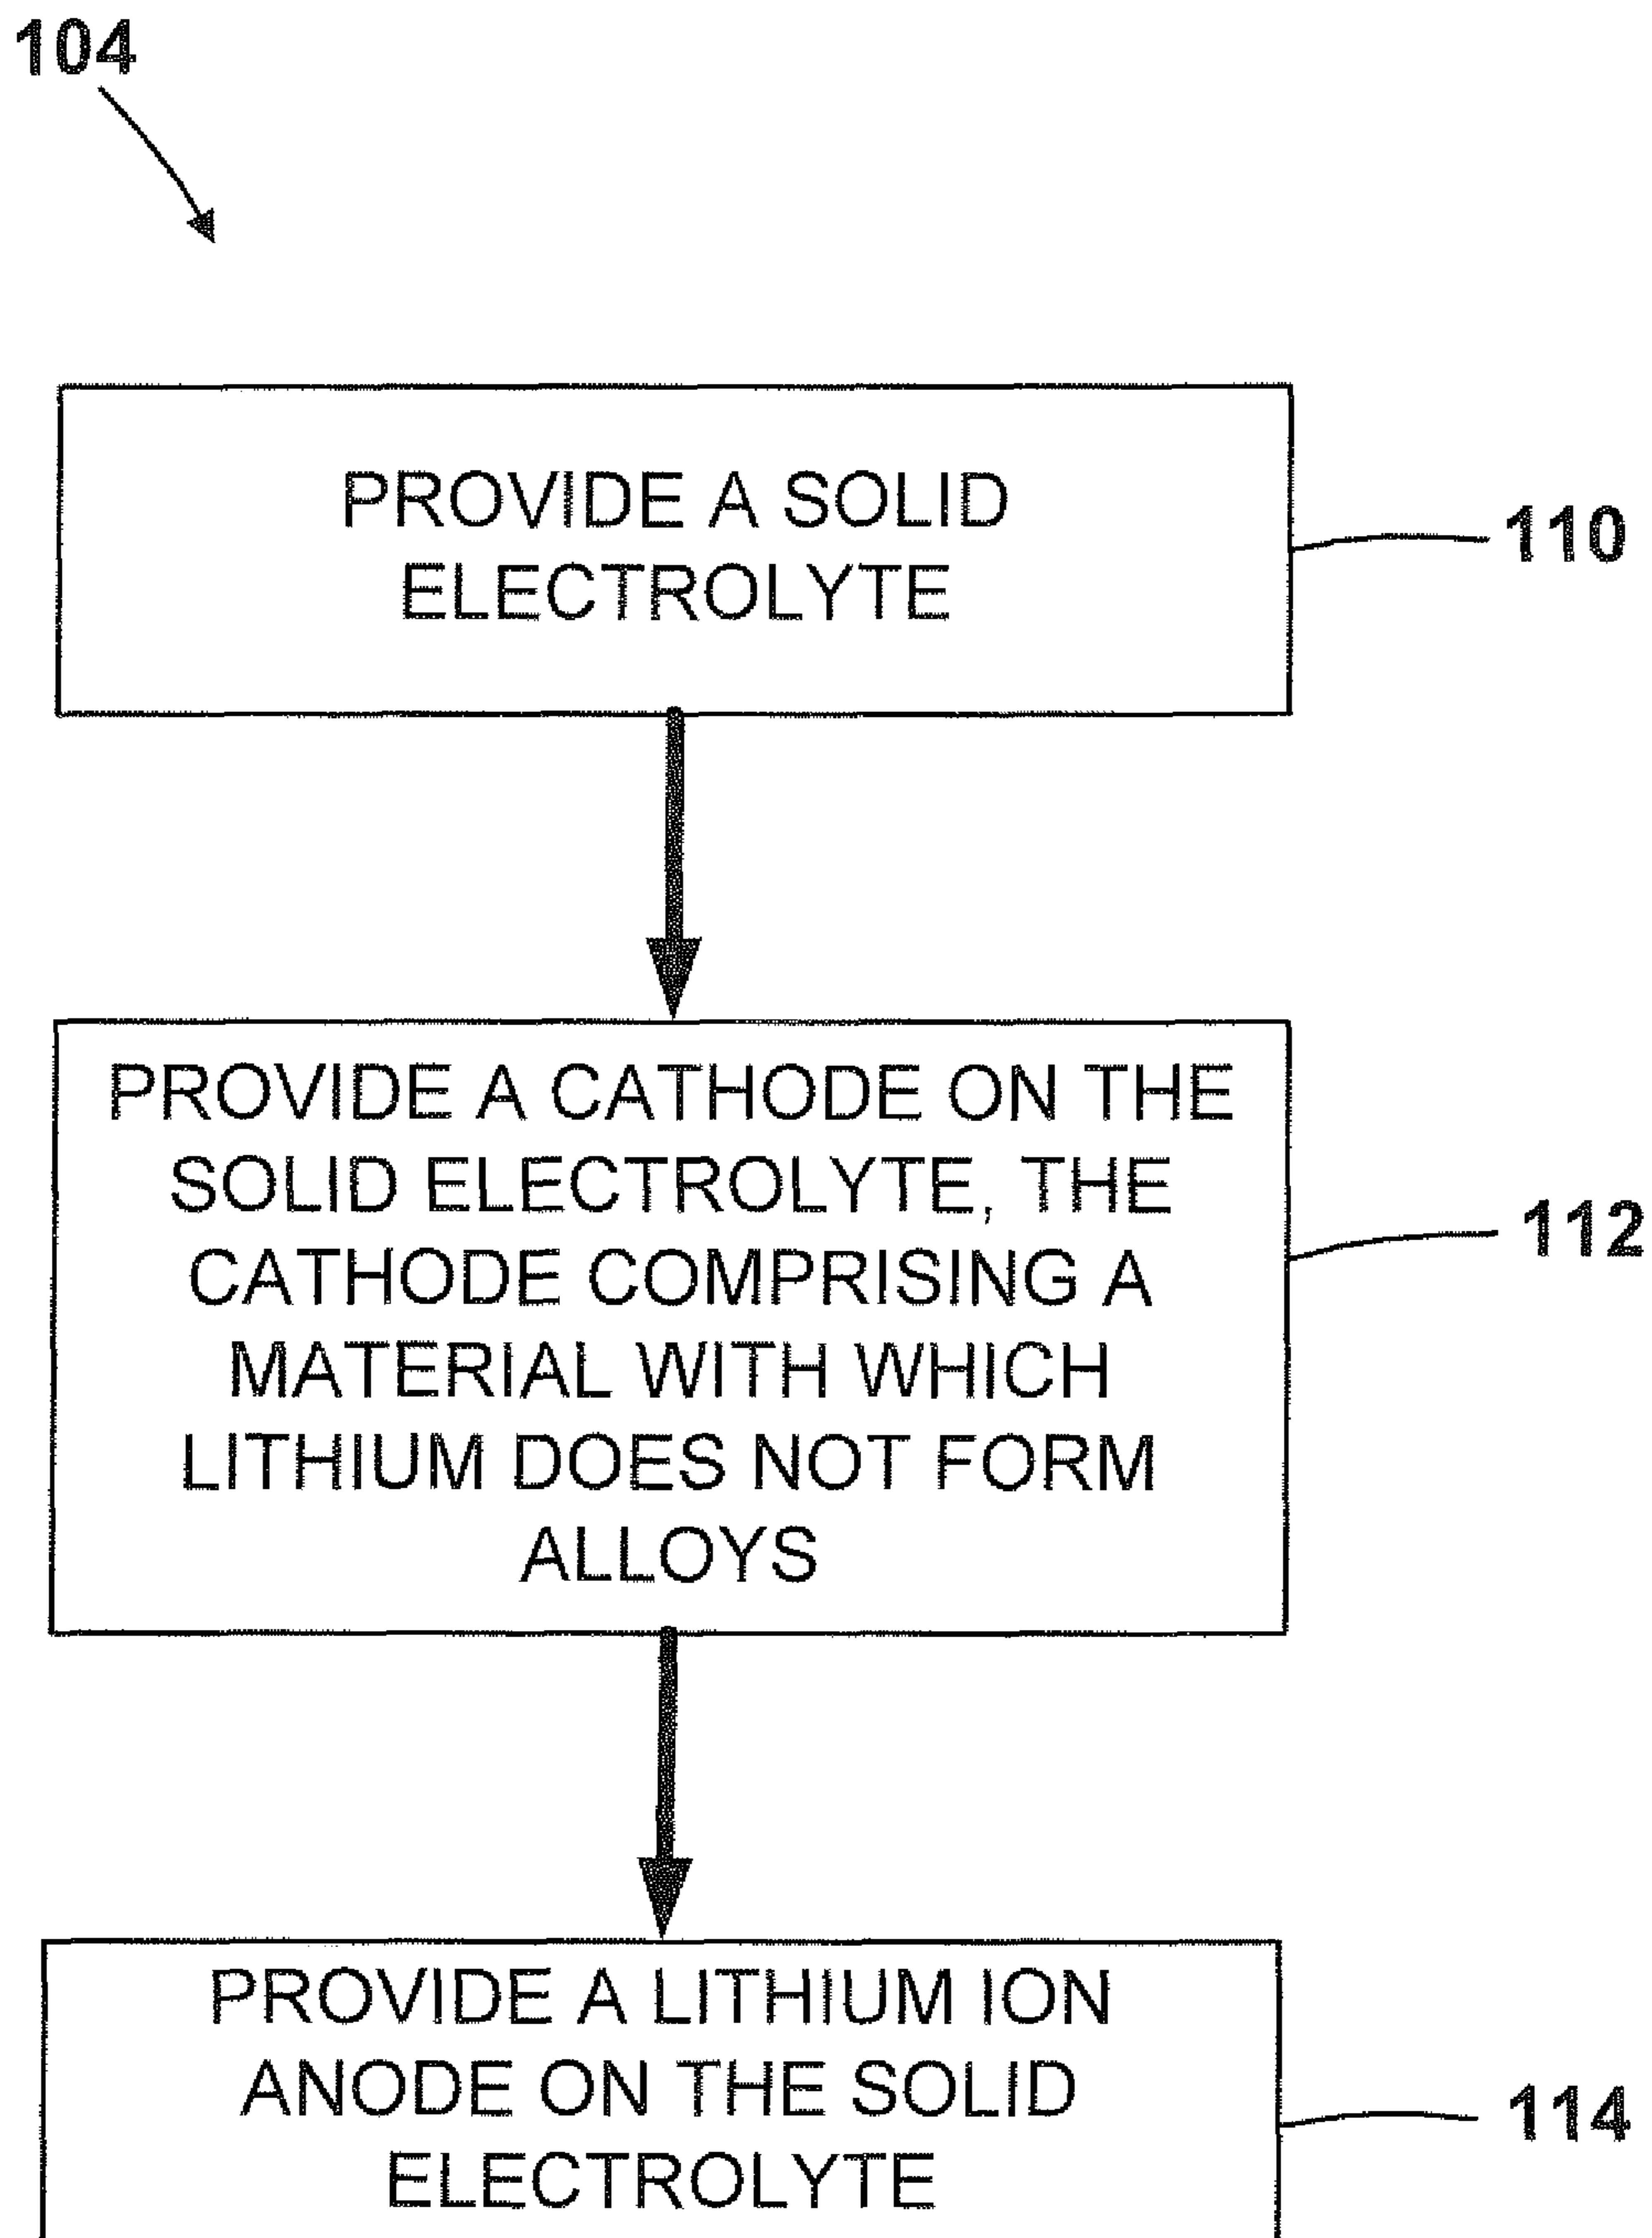 104
PROVIDE A SOLID
ELECTROLYTE
110
PROVIDE A CATHODE ON THE
SOLID ELECTROLYTE, THE
CATHODE COMPRISING A
MATERIAL WITH WHICH
LITHIUM DOES NOT FORM
ALLOYS
112
PROVIDE A LITHIUM ION
ANODE ON THE SOLID
ELECTROLYTE
114